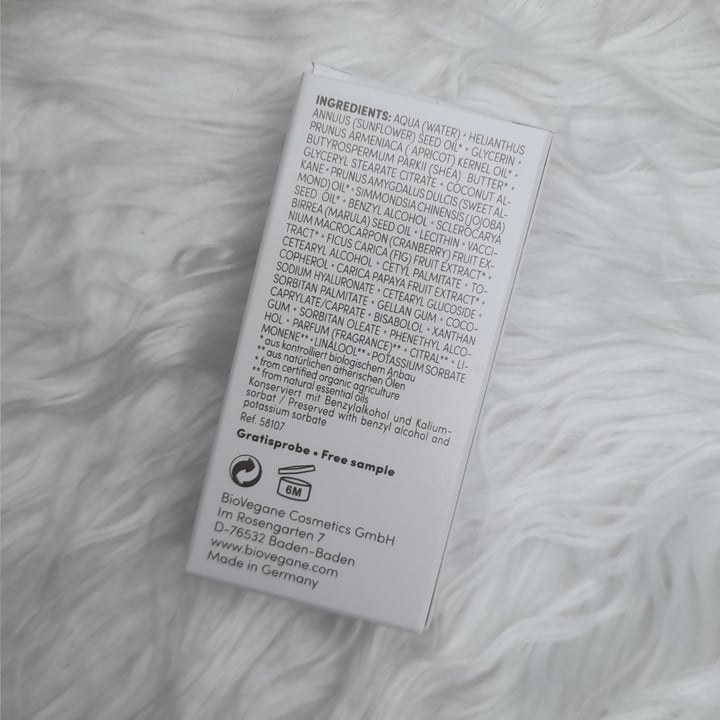 INGREDIENTS: AQUA (WATER) • HELIANTHUS
ANNUUS (SUNFLOWER) SEED OIL* • GLYCERIN •
PRUNUS ARMENIACA ( APRICOT) KERNEL OIL* •
BUTYROSPERMUM PARKII (SHEA) BUTTER* •
GLYCERYL STEARATE CITRATE • COCONUT AL-
KANE • PRUNUS AMYGDALUS DULCIS (SWEET AL-
MOND) OIL* • SIMMONDSIA CHINENSIS (JOJOBA)
SEED OIL* • BENZYL ALCOHOL • SCLEROCARYA
BIRREA (MARULA) SEED OIL • LECITHIN • VACCI-
NIUM MACROCARPON (CRANBERRY) FRUIT EX-
TRACT* • FICUS CARICA (FIG) FRUIT EXTRACT* •
CETEARYL ALCOHOL • CETYL PALMITATE • TO-
COPHEROL • CARICA PAPAYA FRUIT EXTRACT* •
SODIUM HYALURONATE • CETEARYL GLUCOSIDE •
SORBITAN PALMITATE • GELLAN GUM • COCO-
CAPRYLATE/CAPRATE • BISABOLOL • XANTHAN
GUM • SORBITAN OLEATE • PHENETHYL ALCO-
HOL • PARFUM (FRAGRANCE)** • CITRAL** • LI-
MONENE** • LINALOOL** • POTASSIUM SORBATE
* aus kontrolliert biologischem Anbau
** aus natürlichen ätherischen Ölen
* from certified organic agriculture
** from natural essential oils
Konserviert mit Benzylalkohol und Kalium-
sorbat / Preserved with benzyl alcohol and
potassium sorbate
Ref. 58107
Gratisprobe • Free sample
6M
BioVegane Cosmetics GmbH
Im Rosengarten 7
D-76532 Baden-Baden
www.biovegane.com
Made in Germany